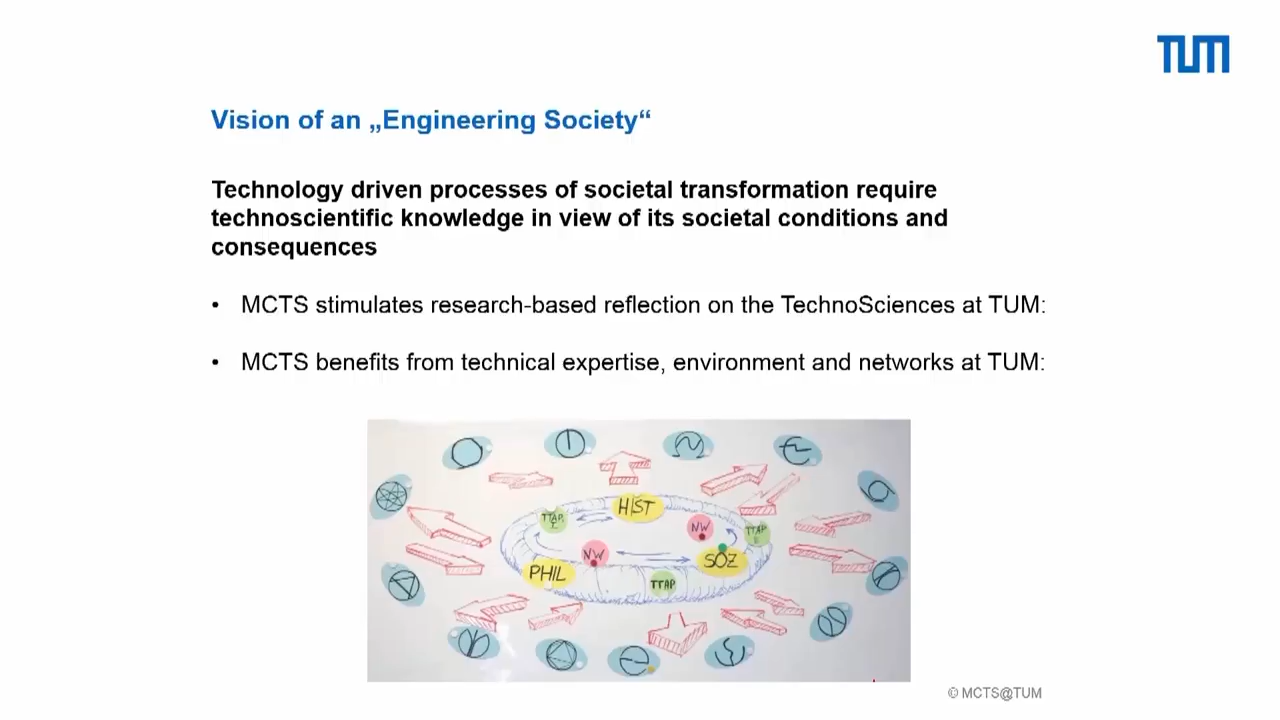 TUM
Vision of an „Engineering Society“
Technology driven processes of societal transformation require
technoscientific knowledge in view of its societal conditions and
consequences
• MCTS stimulates research-based reflection on the TechnoSciences at TUM:
• MCTS benefits from technical expertise, environment and networks at TUM:
HIST
TTAP
NW
TTAP
NW
SOZ
PHIL
TTAP
© MCTS@TUM